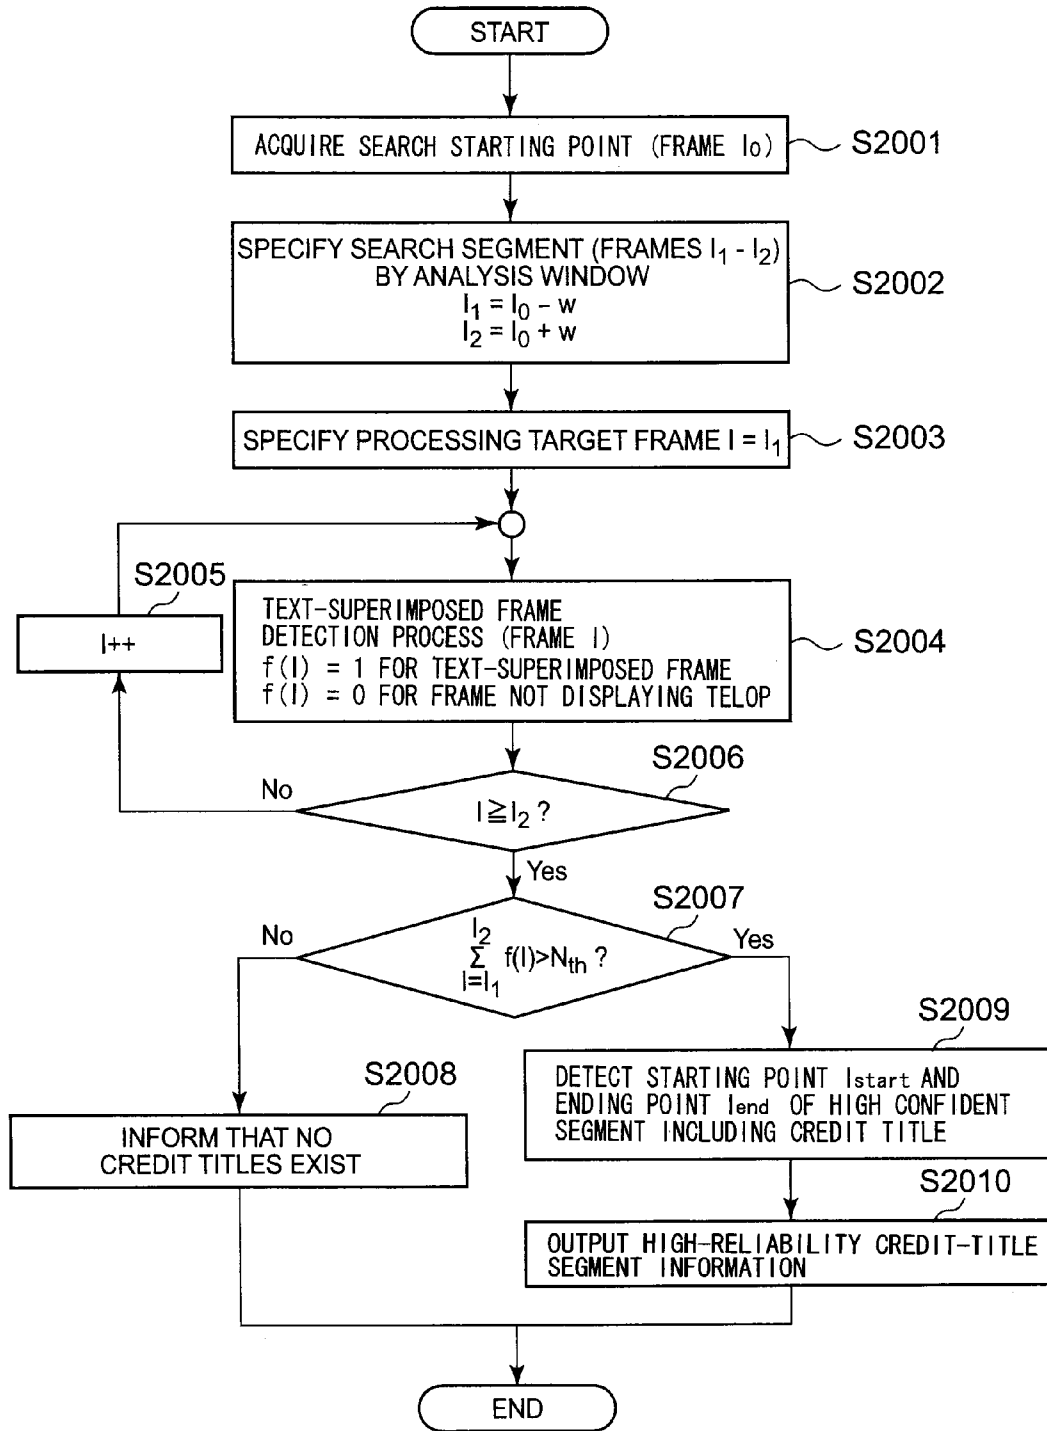 START
ACQUIRE SEARCH STARTING POINT (FRAME I0)
S2001
SPECIFY SEARCH SEGMENT (FRAMES I1 - I2)
BY ANALYSIS WINDOW
I1 = I0 – w
I2 = I0 + w
S2002
SPECIFY PROCESSING TARGET FRAME I = I1
S2003
S2005
I++
TEXT-SUPERIMPOSED FRAME
DETECTION PROCESS (FRAME I)
f(I) = 1 FOR TEXT-SUPERIMPOSED FRAME
f(I) = 0 FOR FRAME NOT DISPLAYING TELOP
S2004
S2006
No
I ≧ I2 ?
Yes
S2007
No
I2
Σ f(I)>Nth ?
I=I1
Yes
S2009
DETECT STARTING POINT Istart AND
ENDING POINT Iend OF HIGH CONFIDENT
SEGMENT INCLUDING CREDIT TITLE
S2008
INFORM THAT NO
CREDIT TITLES EXIST
S2010
OUTPUT HIGH-RELIABILITY CREDIT-TITLE
SEGMENT INFORMATION
END